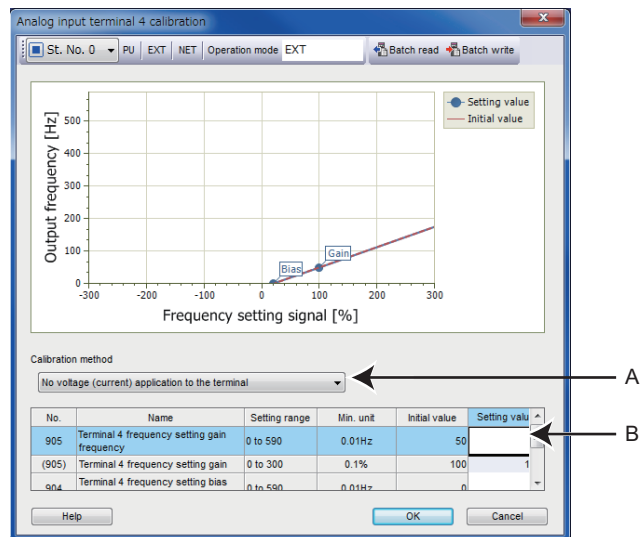 Analog input terminal 4 calibration
St. No. 0 PU EXT NET Operation mode EXT Batch read Batch write
Output frequency [Hz]
500
400
300
200
100
0
-300 -200 -100 0 100 200 300
Frequency setting signal [%]
Bias
Gain
Setting value
Initial value
Calibration method
No voltage (current) application to the terminal
A
No. Name Setting range Min. unit Initial value Setting valu
905 Terminal 4 frequency setting gain frequency 0 to 590 0.01Hz 50
B
(905) Terminal 4 frequency setting gain 0 to 300 0.1% 100 1
904 Terminal 4 frequency setting bias 0 to 590 0.01Hz 0
Help OK Cancel